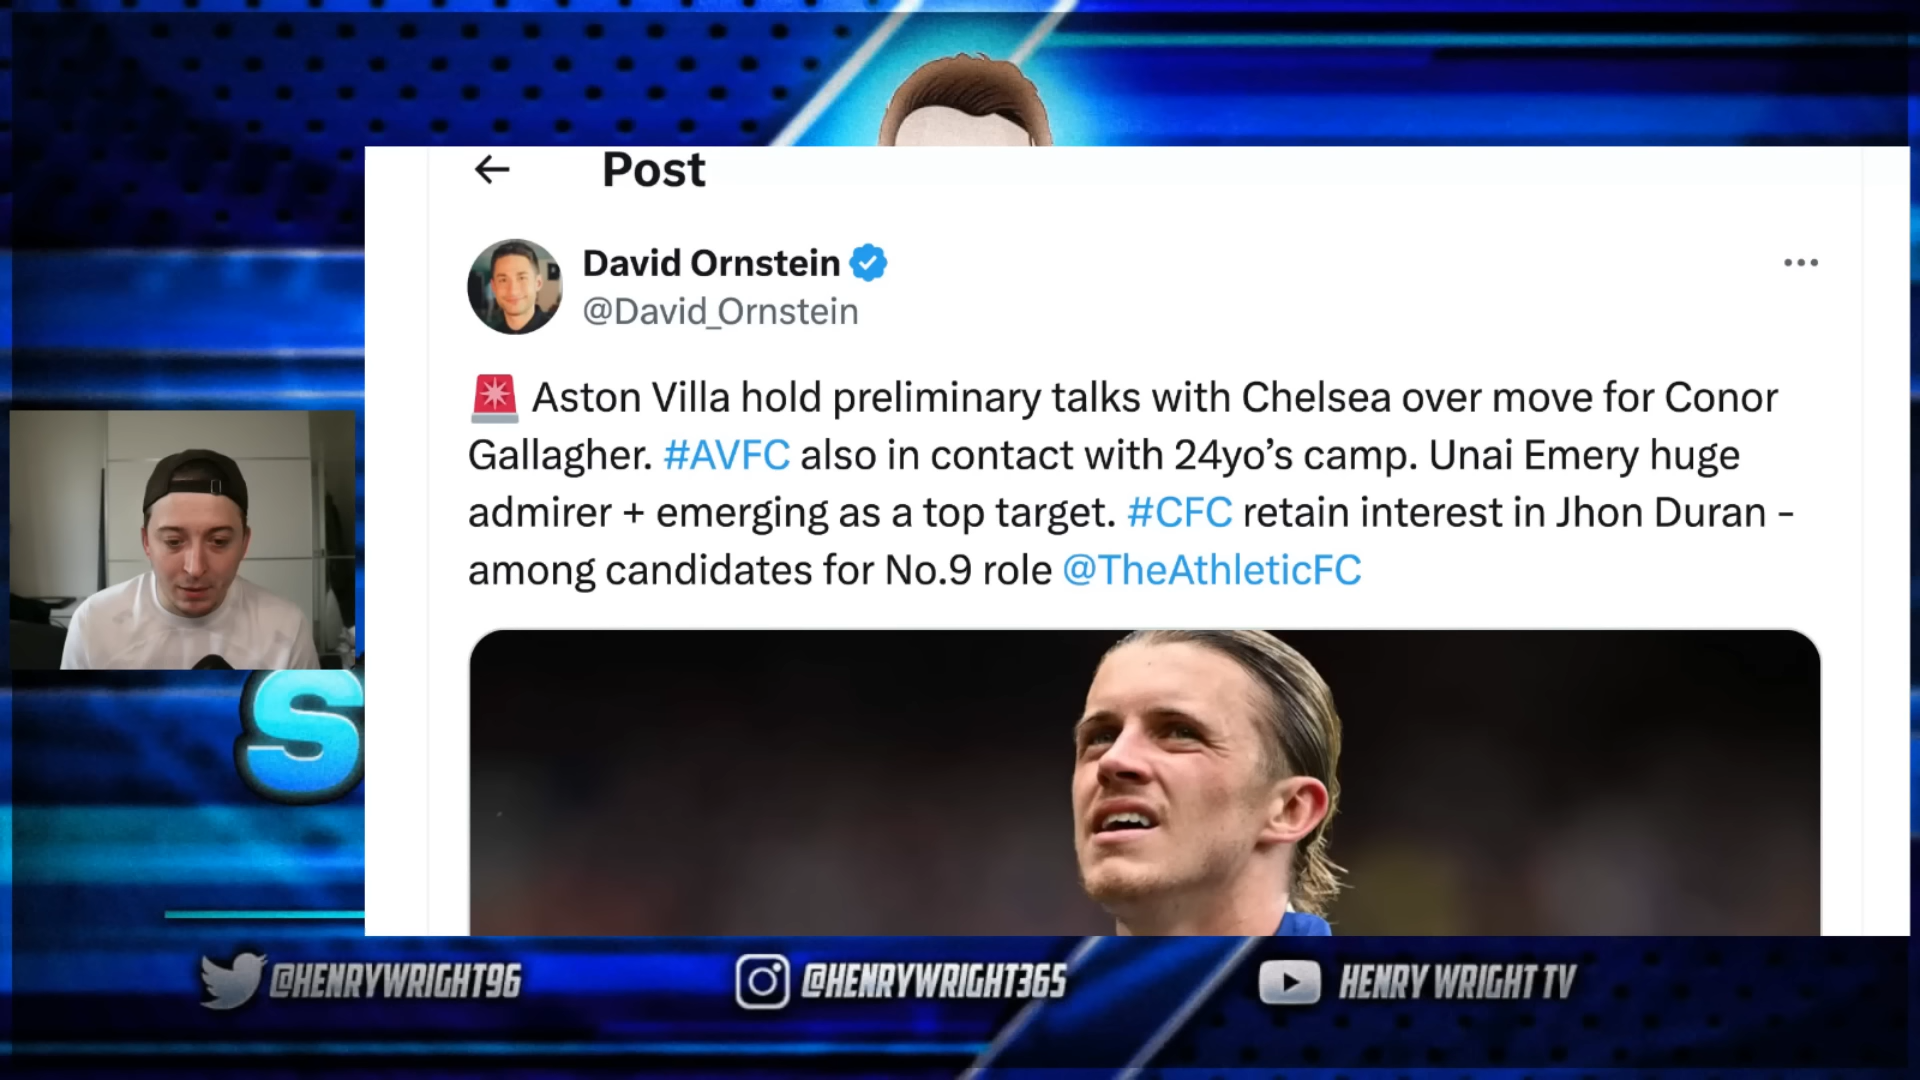 Post
David Ornstein
@David_Ornstein
🚨 Aston Villa hold preliminary talks with Chelsea over move for Conor
Gallagher. #AVFC also in contact with 24yo’s camp. Unai Emery huge
admirer + emerging as a top target. #CFC retain interest in Jhon Duran -
among candidates for No.9 role @TheAthleticFC
S
@HENRYWRIGHT96
@HENRYWRIGHT365
HENRY WRIGHT TV